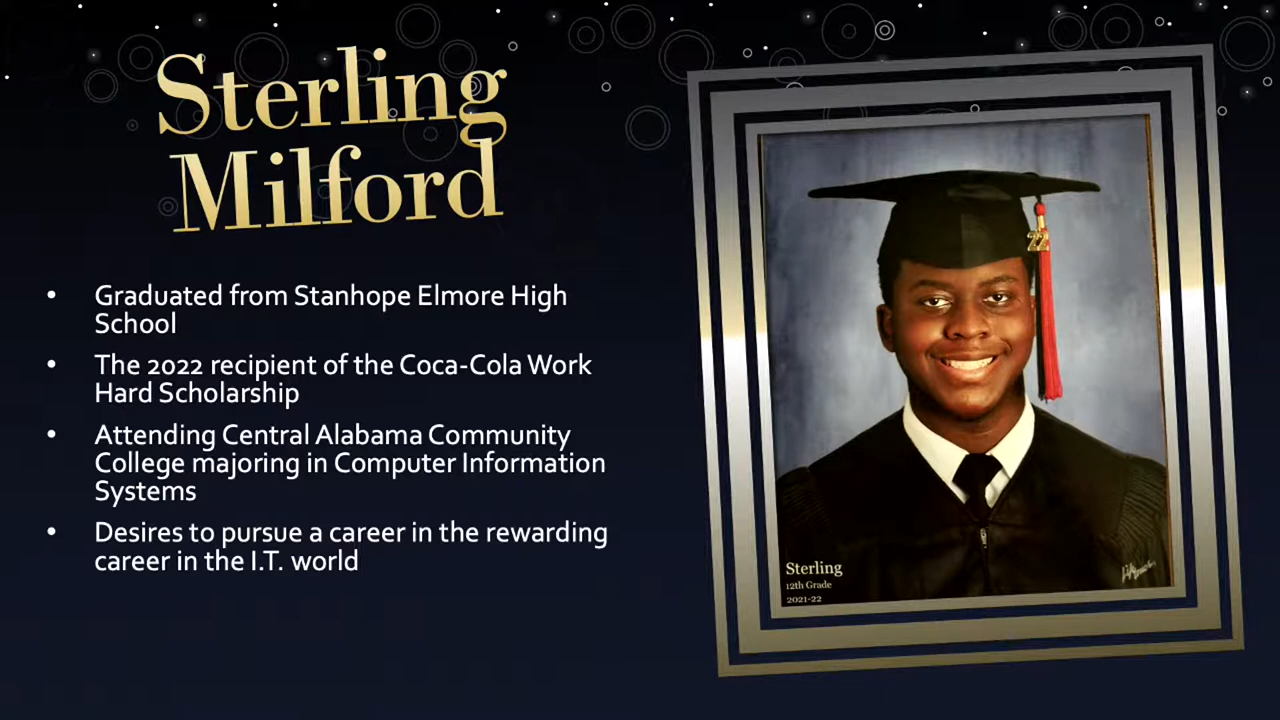 Sterling
Milford
• Graduated from Stanhope Elmore High
School
• The 2022 recipient of the Coca-Cola Work
Hard Scholarship
• Attending Central Alabama Community
College majoring in Computer Information
Systems
• Desires to pursue a career in the rewarding
career in the I.T. world
22
Sterling
12th Grade
2021-22